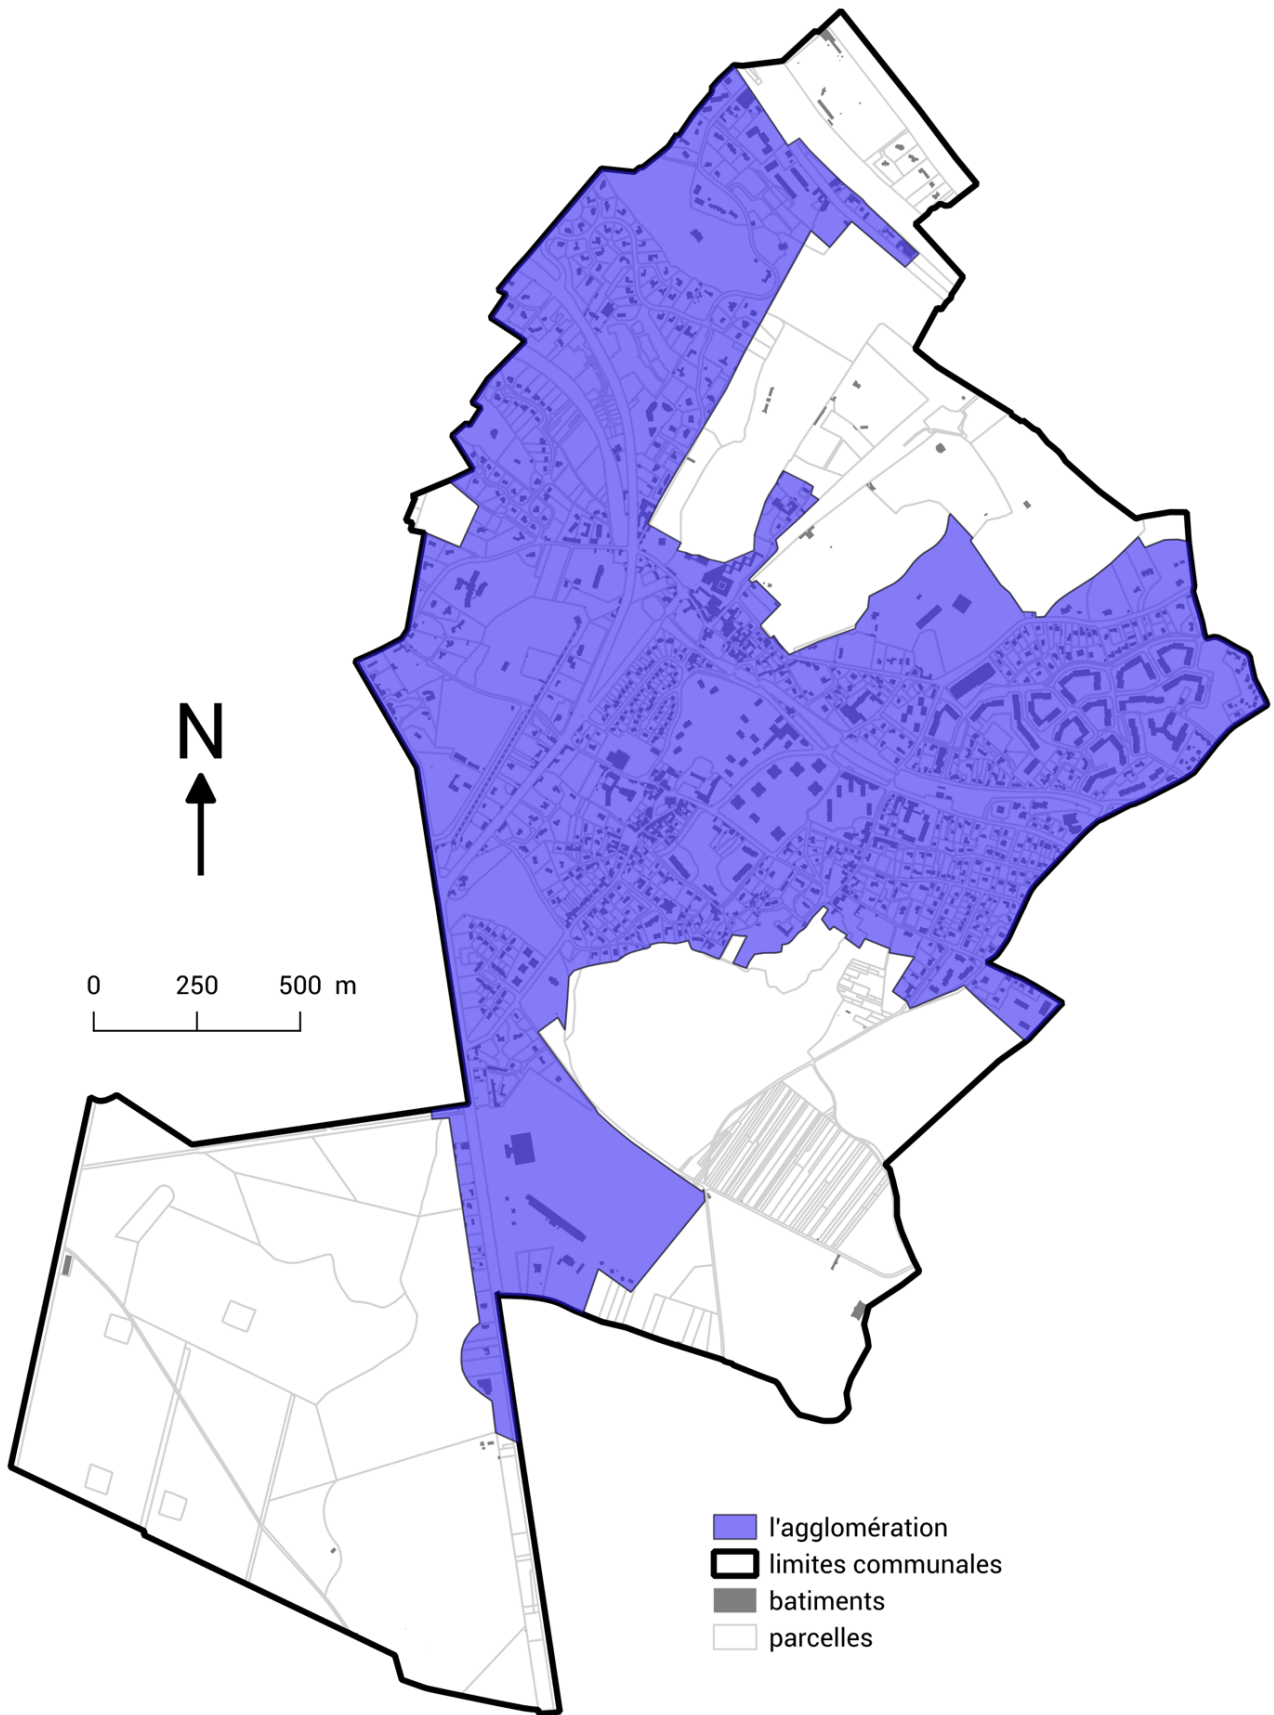 N
0 250 500 m
l'agglomération
limites communales
batiments
parcelles